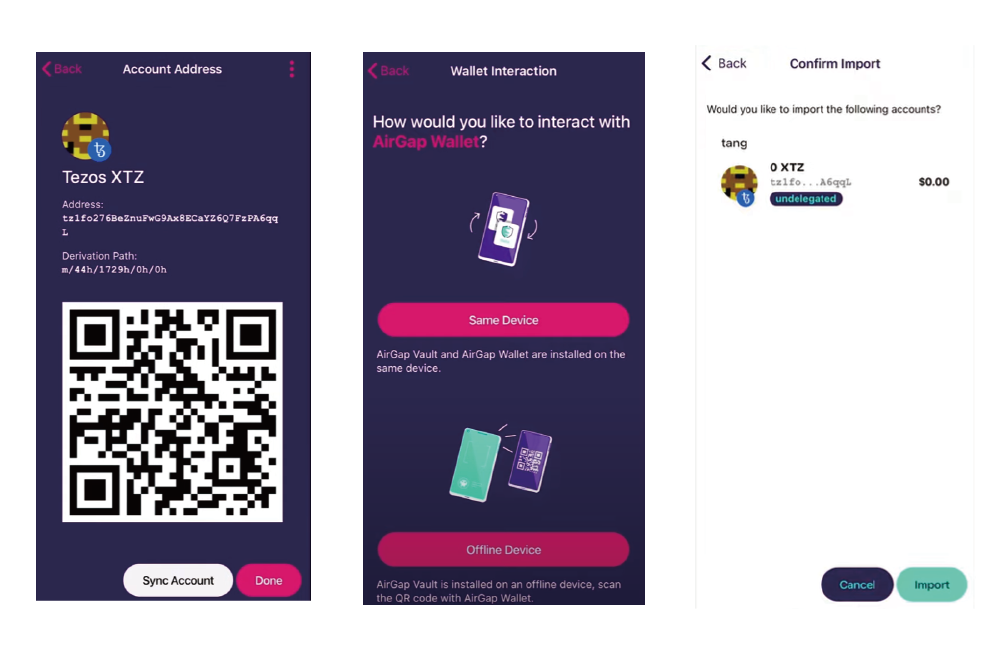 Back
Account Address
Tezos XTZ
Address:
tz1fo276BeZnuFwG9Ax8ECaYZ6Q7FzPA6qq
L
Derivation Path:
m/44h/1729h/0h/0h
Sync Account
Done
Back
Wallet Interaction
How would you like to interact with
AirGap Wallet?
Same Device
AirGap Vault and AirGap Wallet are installed on the
same device.
Offline Device
AirGap Vault is installed on an offline device, scan
the QR code with AirGap Wallet.
Back
Confirm Import
Would you like to import the following accounts?
tang
0 XTZ
tz1fo...A6qqL
$0.00
undelegated
Cancel
Import